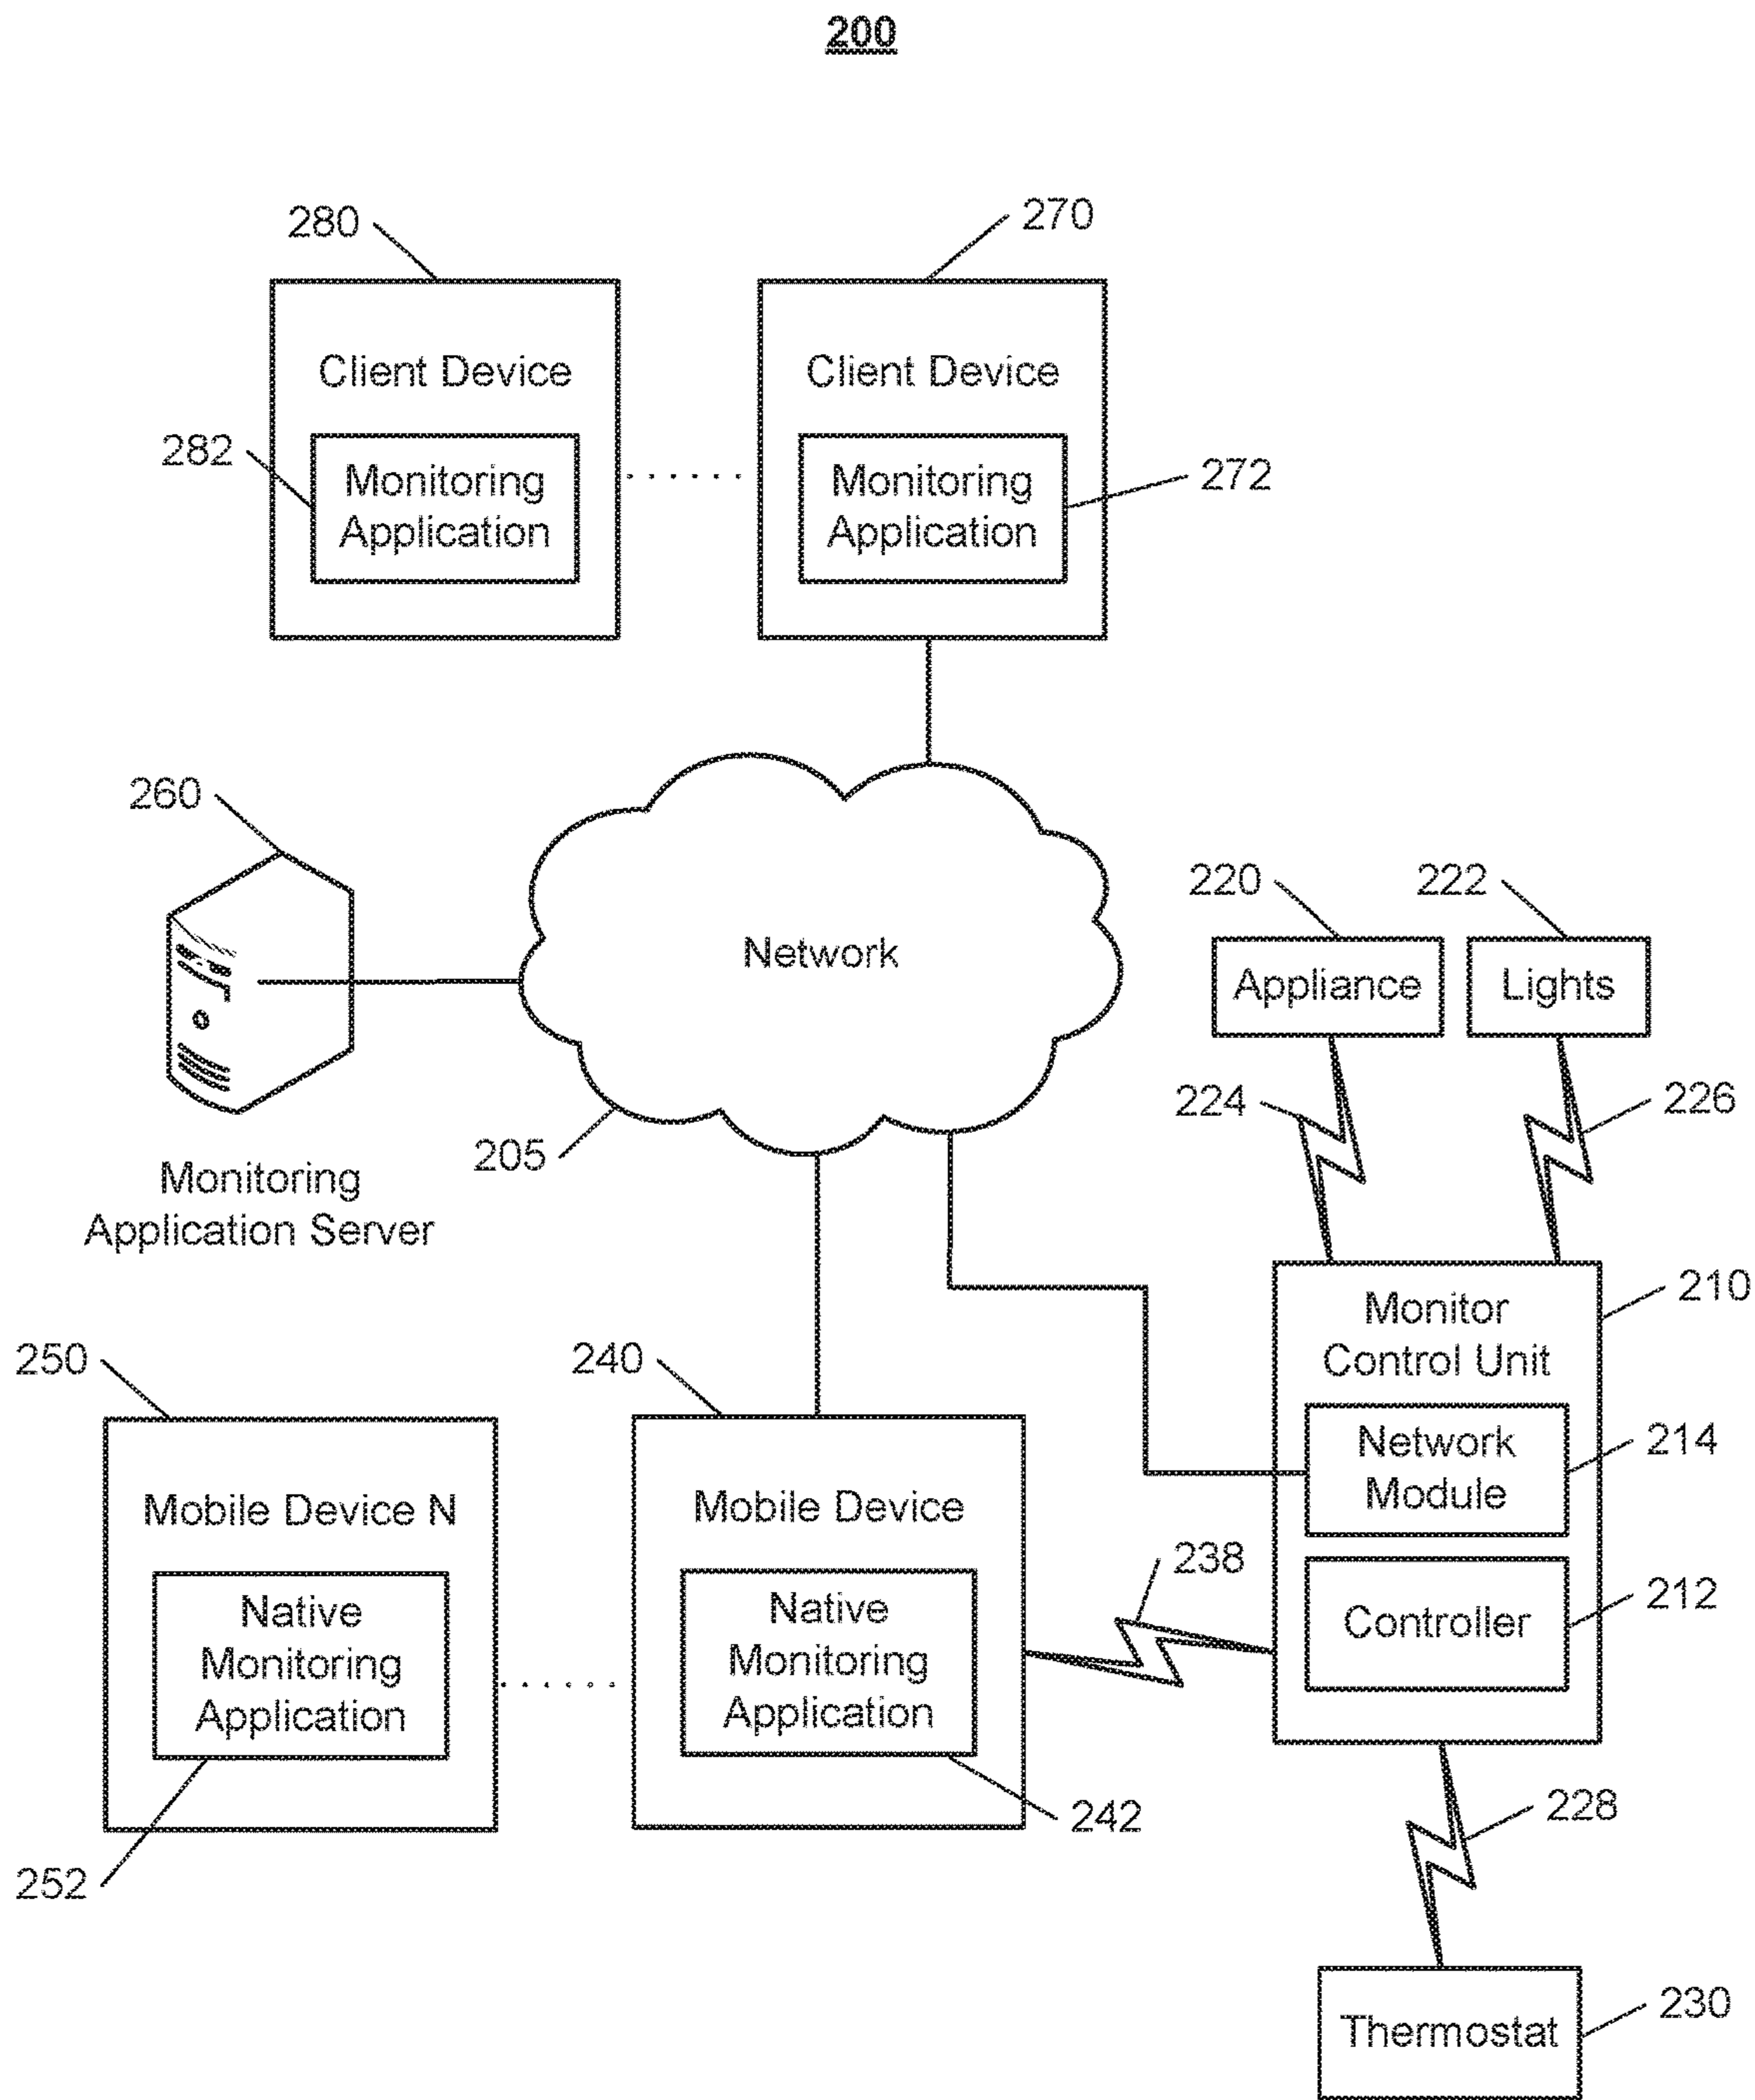 200
280
270
Client Device
Client Device
282
Monitoring
Application
Monitoring
Application
272
260
Network
220
222
Appliance
Lights
224
226
205
Monitoring
Application Server
210
Monitor
Control Unit
250
240
Network
Module
214
Mobile Device N
Mobile Device
238
Native
Monitoring
Application
Native
Monitoring
Application
Controller
212
252
242
228
Thermostat
230